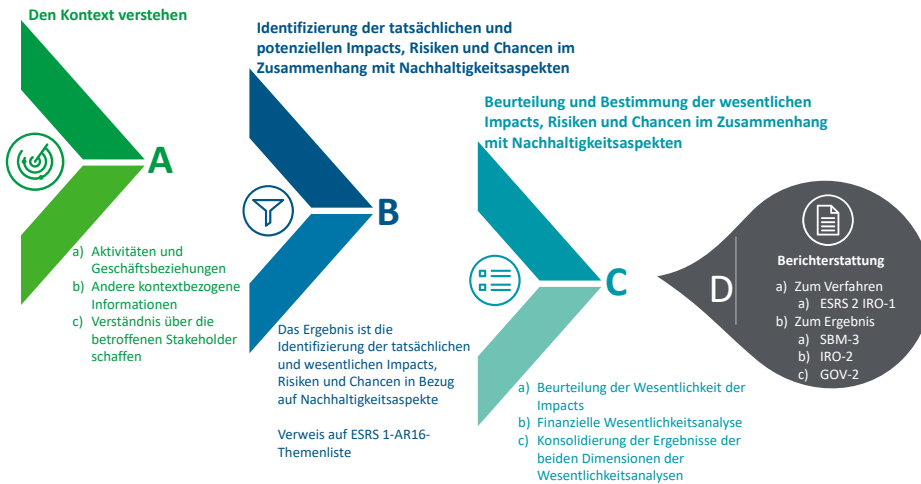 Den Kontext verstehen
A
a) Aktivitäten und
Geschäftsbeziehungen
b) Andere kontextbezogene
Informationen
c) Verständnis über die
betroffenen Stakeholder
schaffen
Identifizierung der tatsächlichen und
potenziellen Impacts, Risiken und Chancen im
Zusammenhang mit Nachhaltigkeitsaspekten
B
Das Ergebnis ist die
Identifizierung der tatsächlichen
und wesentlichen Impacts,
Risiken und Chancen in Bezug
auf Nachhaltigkeitsaspekte
Verweis auf ESRS 1-AR16-
Themenliste
Beurteilung und Bestimmung der wesentlichen
Impacts, Risiken und Chancen im Zusammenhang
mit Nachhaltigkeitsaspekten
C
a) Beurteilung der Wesentlichkeit der
Impacts
b) Finanzielle Wesentlichkeitsanalyse
c) Konsolidierung der Ergebnisse der
beiden Dimensionen der
Wesentlichkeitsanalysen
D
Berichterstattung
a) Zum Verfahren
a) ESRS 2 IRO-1
b) Zum Ergebnis
a) SBM-3
b) IRO-2
c) GOV-2